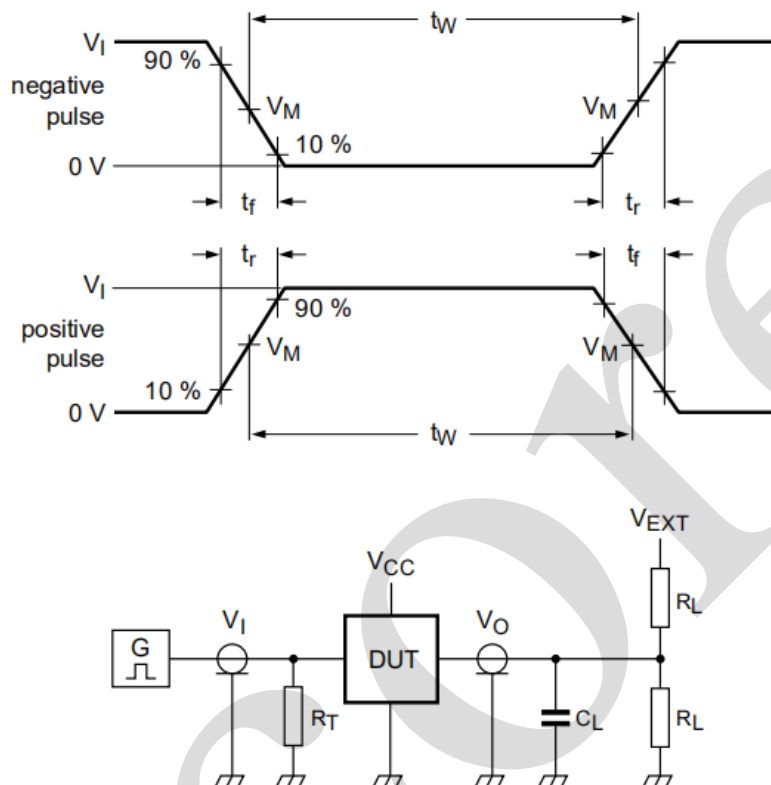 tW
VI
90 %
negative
pulse
VM
VM
10 %
0 V
tf
tr
tr
tf
VI
90 %
positive
pulse
VM
VM
10 %
0 V
tW
VEXT
VCC
RL
VI
VO
G
DUT
RT
CL
RL